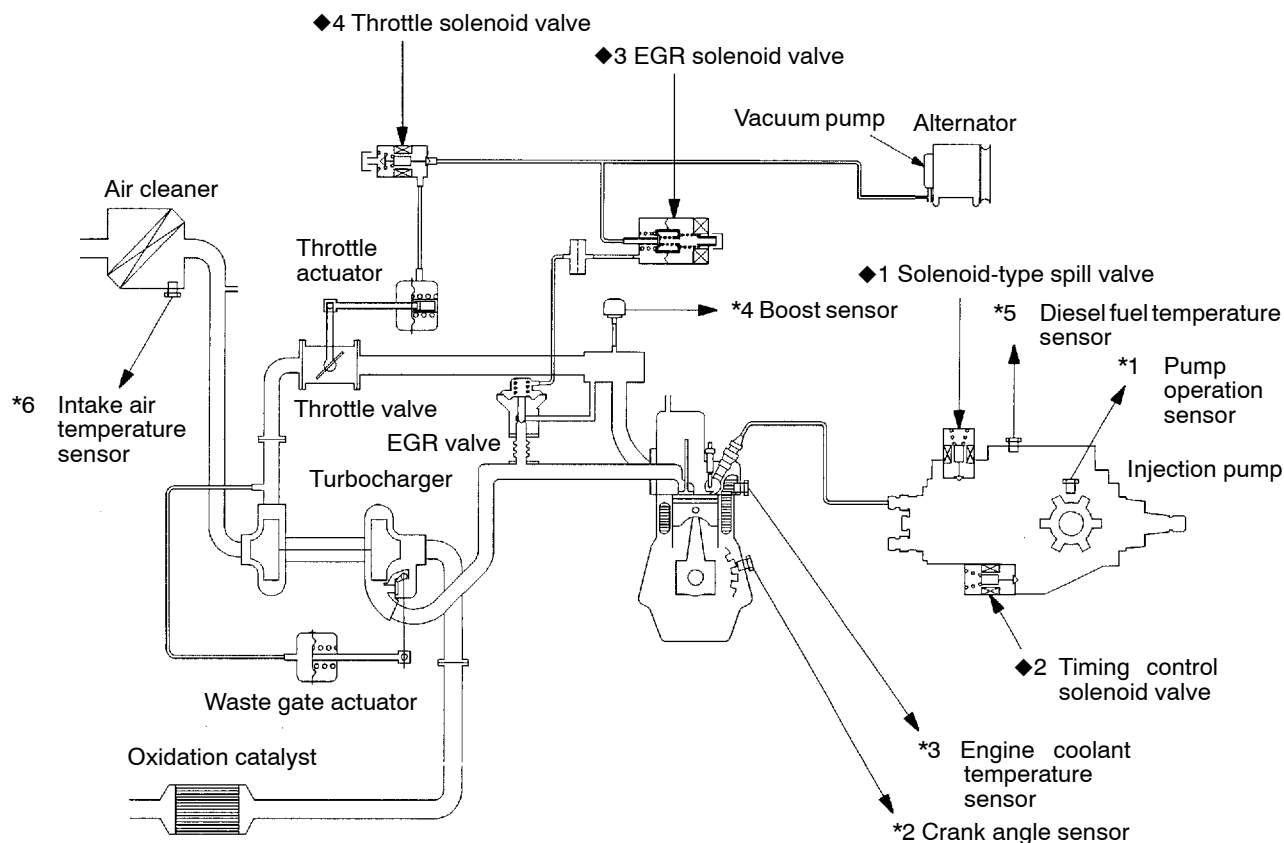 ◆4 Throttle solenoid valve
◆3 EGR solenoid valve
Vacuum pump
Alternator
Air cleaner
Throttle
actuator
◆1 Solenoid-type spill valve
*4 Boost sensor
*5 Diesel fuel temperature
sensor
*1 Pump
operation
sensor
*6 Intake air
temperature
sensor
Throttle valve
EGR valve
Turbocharger
Injection pump
Waste gate actuator
◆2 Timing control
solenoid valve
Oxidation catalyst
*3 Engine coolant
temperature
sensor
*2 Crank angle sensor